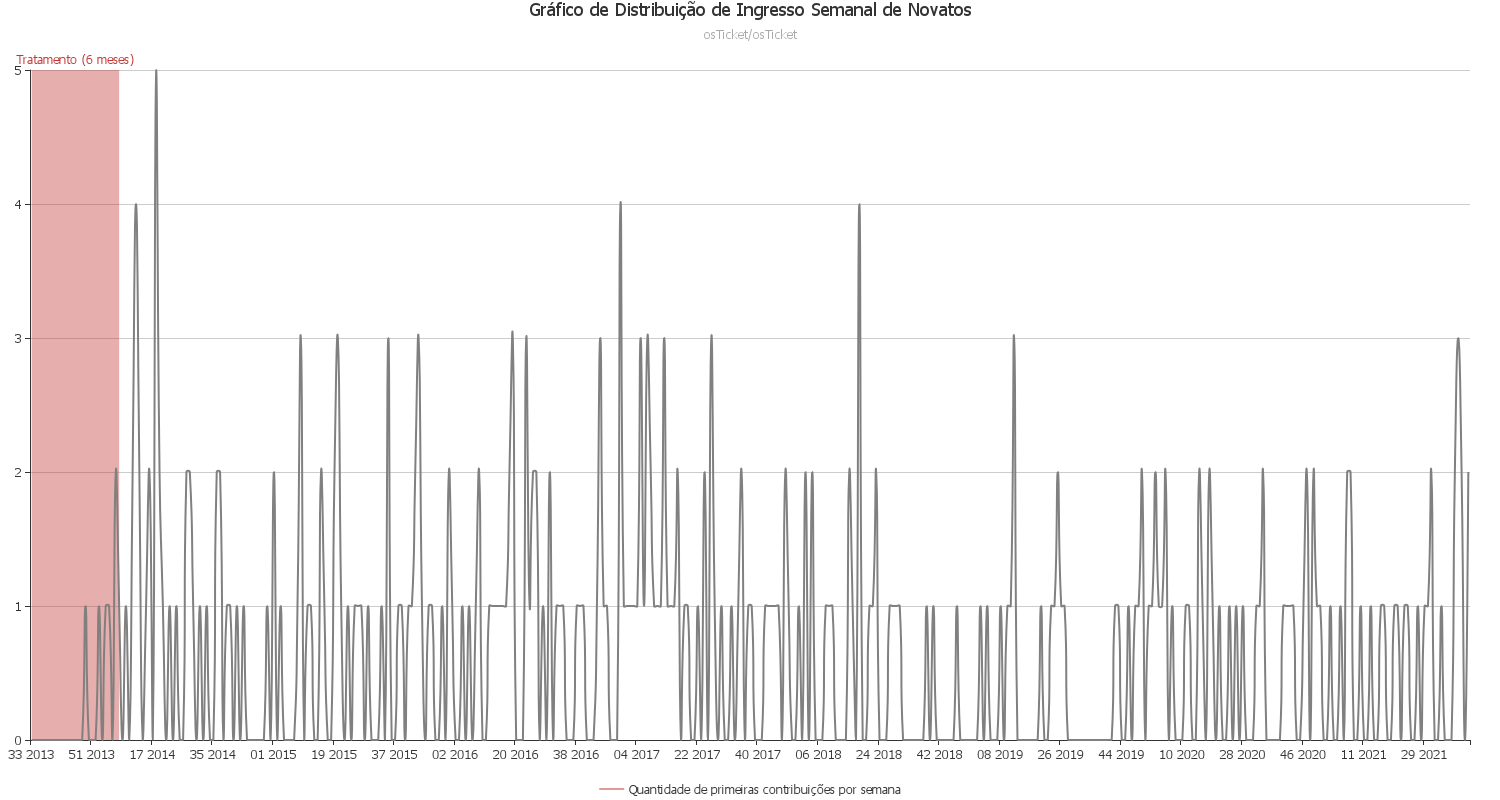 Gráfico de Distribuição de Ingresso Semanal de Novatos
osTicket/osTicket
Tratamento (6 meses)
5
4
3
2
1
0
33 2013 51 2013 17 2014 35 2014 01 2015 19 2015 37 2015 02 2016 20 2016 38 2016 04 2017 22 2017 40 2017 06 2018 24 2018 42 2018 08 2019 26 2019 44 2019 10 2020 28 2020 46 2020 11 2021 29 2021
Quantidade de primeiras contribuições por semana